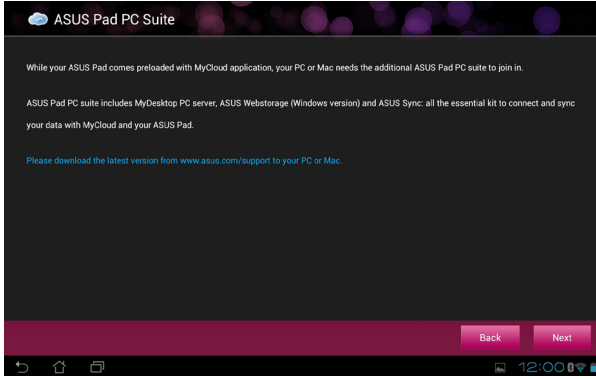 ASUS Pad PC Suite
While your ASUS Pad comes preloaded with MyCloud application, your PC or Mac needs the additional ASUS Pad PC suite to join in.
ASUS Pad PC suite includes MyDesktop PC server, ASUS Webstorage (Windows version) and ASUS Sync: all the essential kit to connect and sync
your data with MyCloud and your ASUS Pad.
Please download the latest version from www.asus.com/support to your PC or Mac.
Back Next
12:00